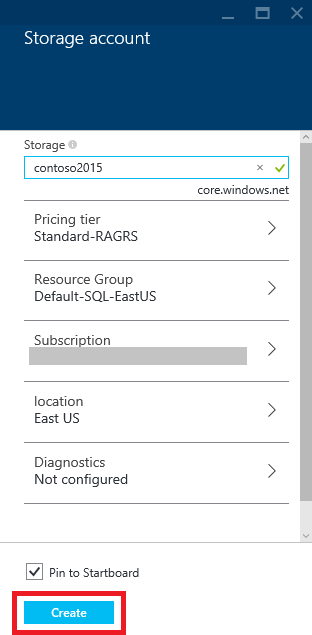 Storage account
Storage
contoso2015
core.windows.net
Pricing tier
Standard-RAGRS
Resource Group
Default-SQL-EastUS
Subscription
location
East US
Diagnostics
Not configured
Pin to Startboard
Create